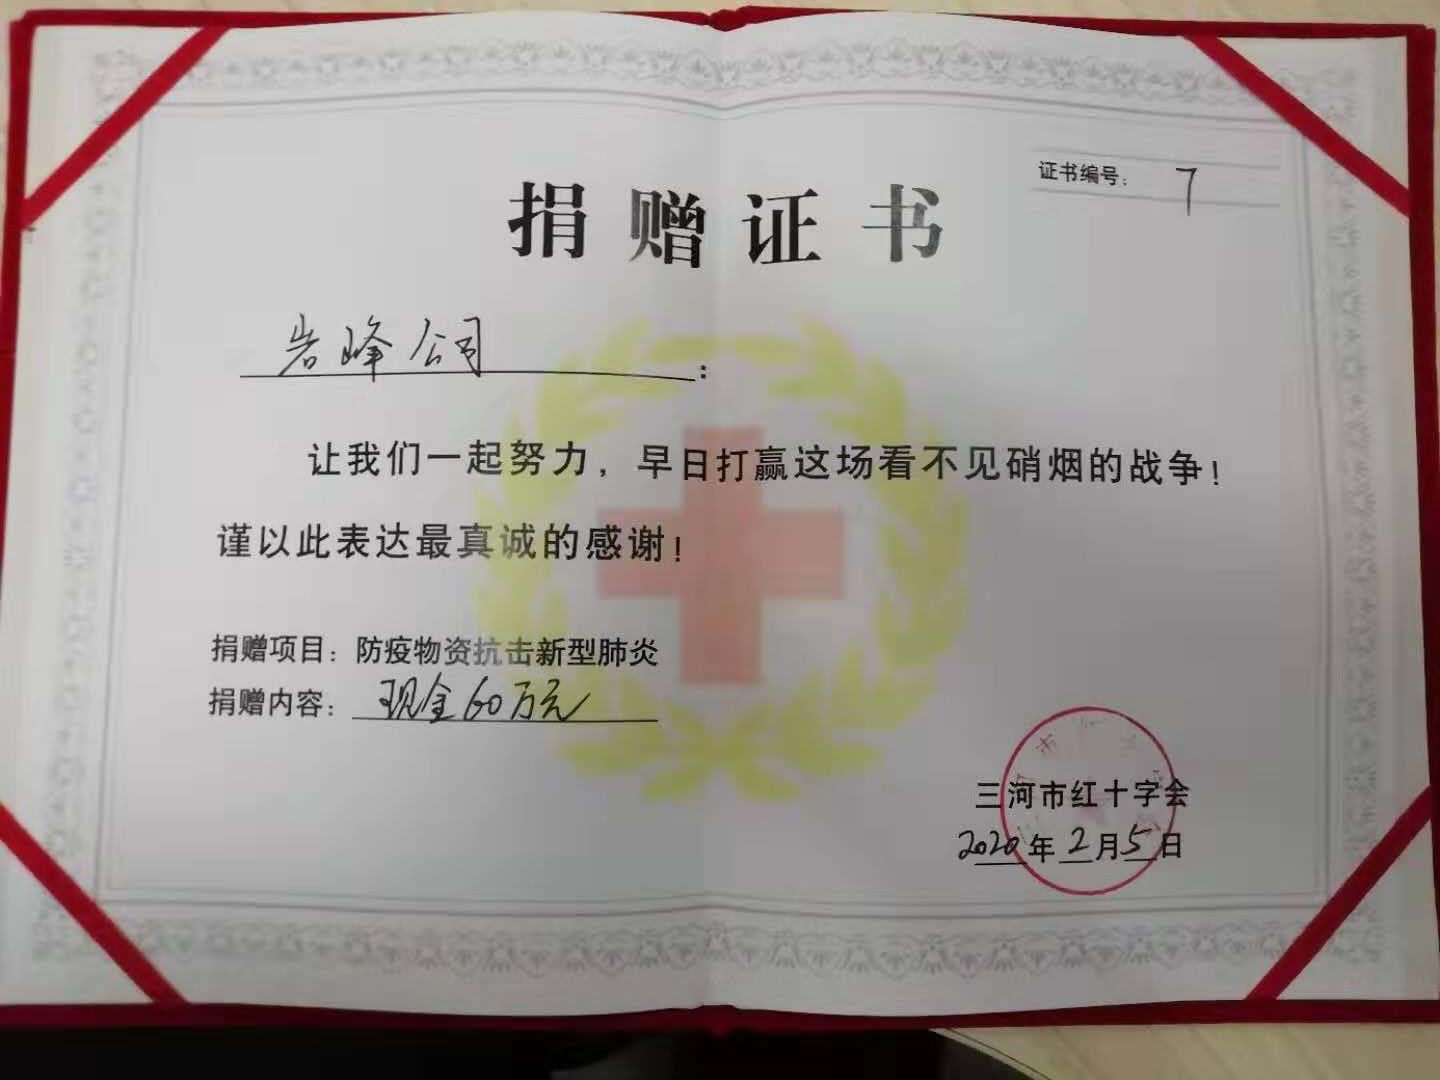 证书编号： 7
捐赠证书
岩峰公司：
让我们一起努力，早日打赢这场看不见硝烟的战争！
谨以此表达最真诚的感谢！
捐赠项目：防疫物资抗击新型肺炎
捐赠内容：现金60万元
三河市红十字会
2020年2月5日